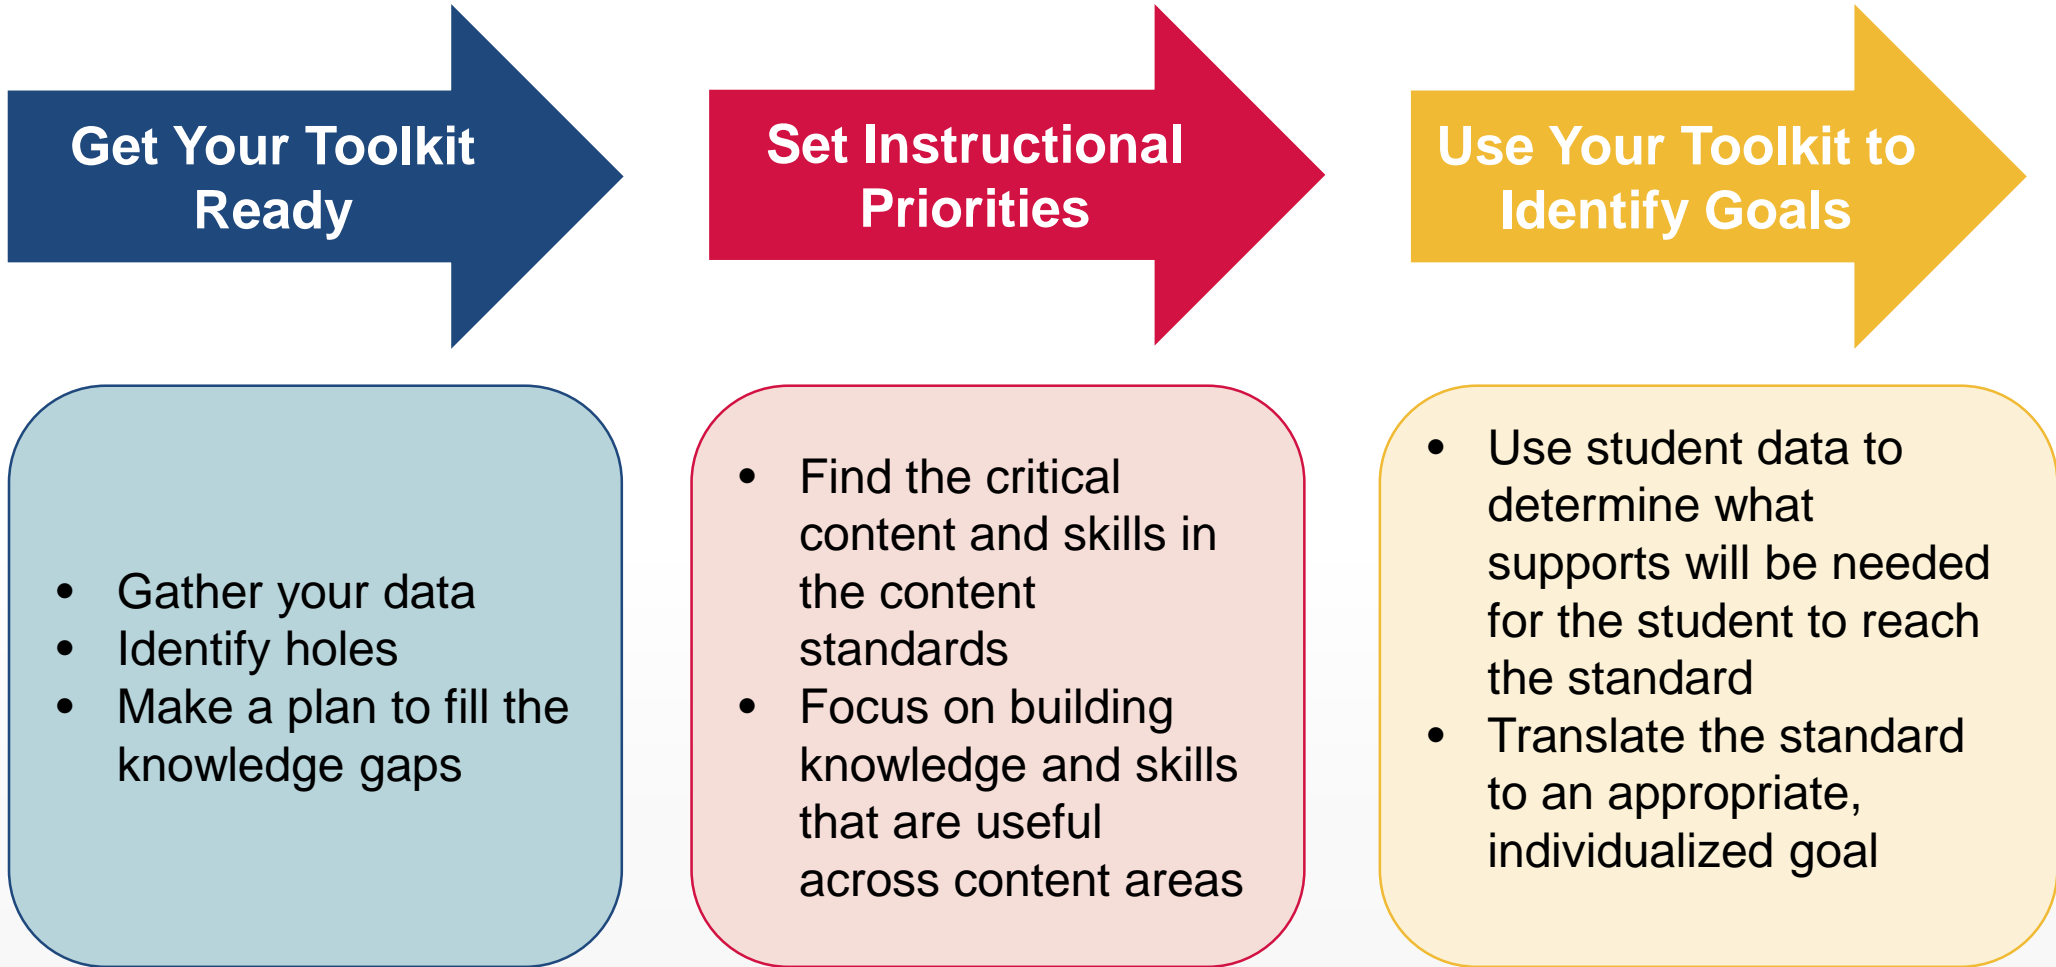 Get Your Toolkit
Ready
Set Instructional
Priorities
Use Your Toolkit to
Identify Goals
• Gather your data
• Identify holes
• Make a plan to fill the
knowledge gaps
• Find the critical
content and skills in
the content
standards
• Focus on building
knowledge and skills
that are useful
across content areas
• Use student data to
determine what
supports will be needed
for the student to reach
the standard
• Translate the standard
to an appropriate,
individualized goal